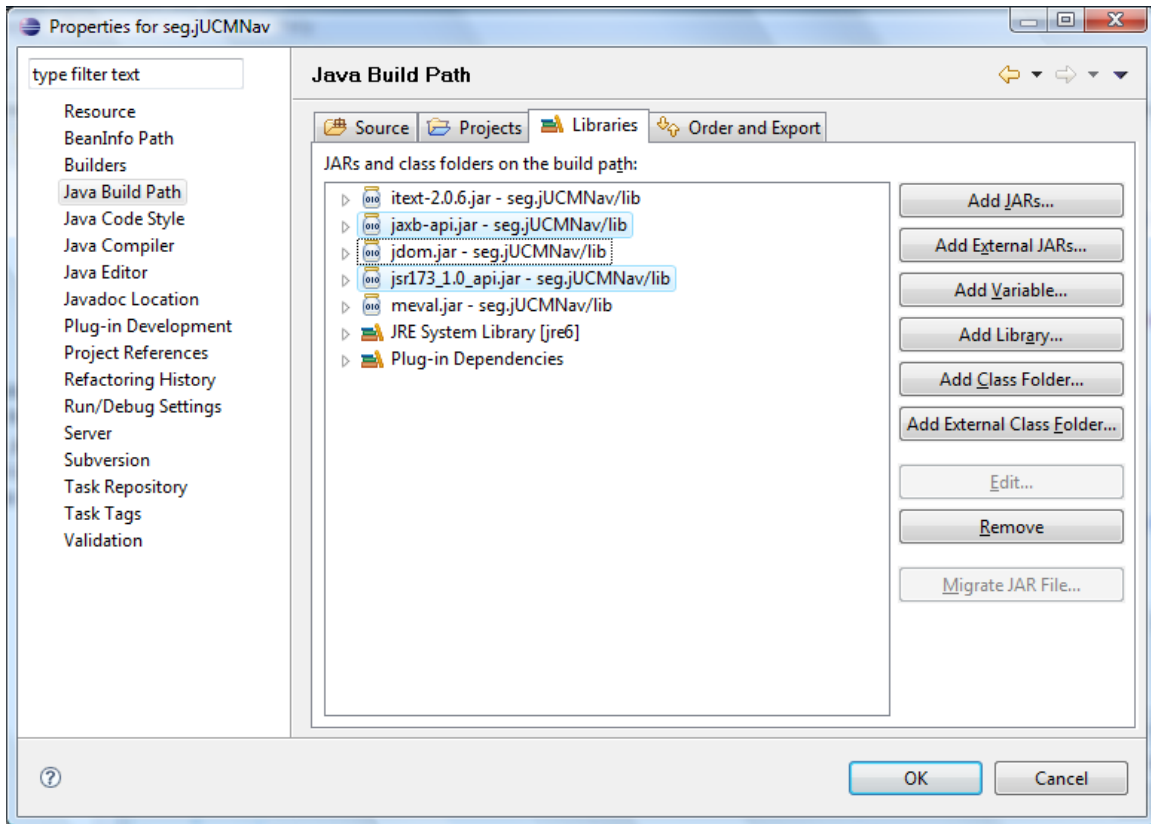 Properties for seg.jUCMNav
type filter text
Resource
BeanInfo Path
Builders
Java Build Path
Java Code Style
Java Compiler
Java Editor
Javadoc Location
Plug-in Development
Project References
Refactoring History
Run/Debug Settings
Server
Subversion
Task Repository
Task Tags
Validation
Java Build Path
Source Projects Libraries Order and Export
JARs and class folders on the build path:
itext-2.0.6.jar - seg.jUCMNav/lib
jaxb-api.jar - seg.jUCMNav/lib
jdom.jar - seg.jUCMNav/lib
jsr173_1.0_api.jar - seg.jUCMNav/lib
meval.jar - seg.jUCMNav/lib
JRE System Library [jre6]
Plug-in Dependencies
Add JARs...
Add External JARs...
Add Variable...
Add Library...
Add Class Folder...
Add External Class Folder...
Edit...
Remove
Migrate JAR File...
OK Cancel